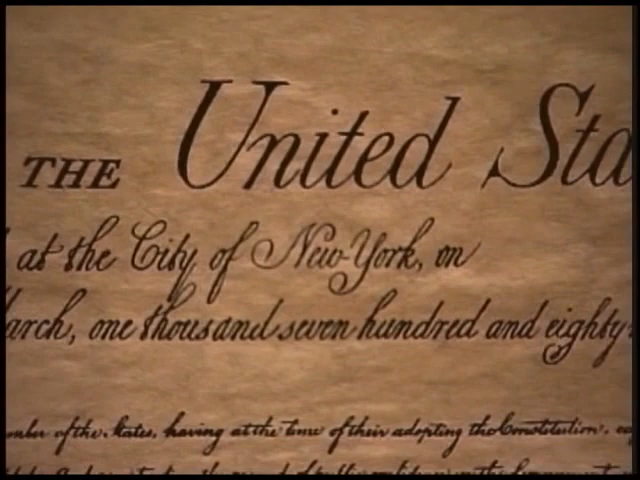 THE United Sta
at the City of New-York, on
arch, one thousand seven hundred and eighty
of the States, having at the time of their adopting the Constitution,